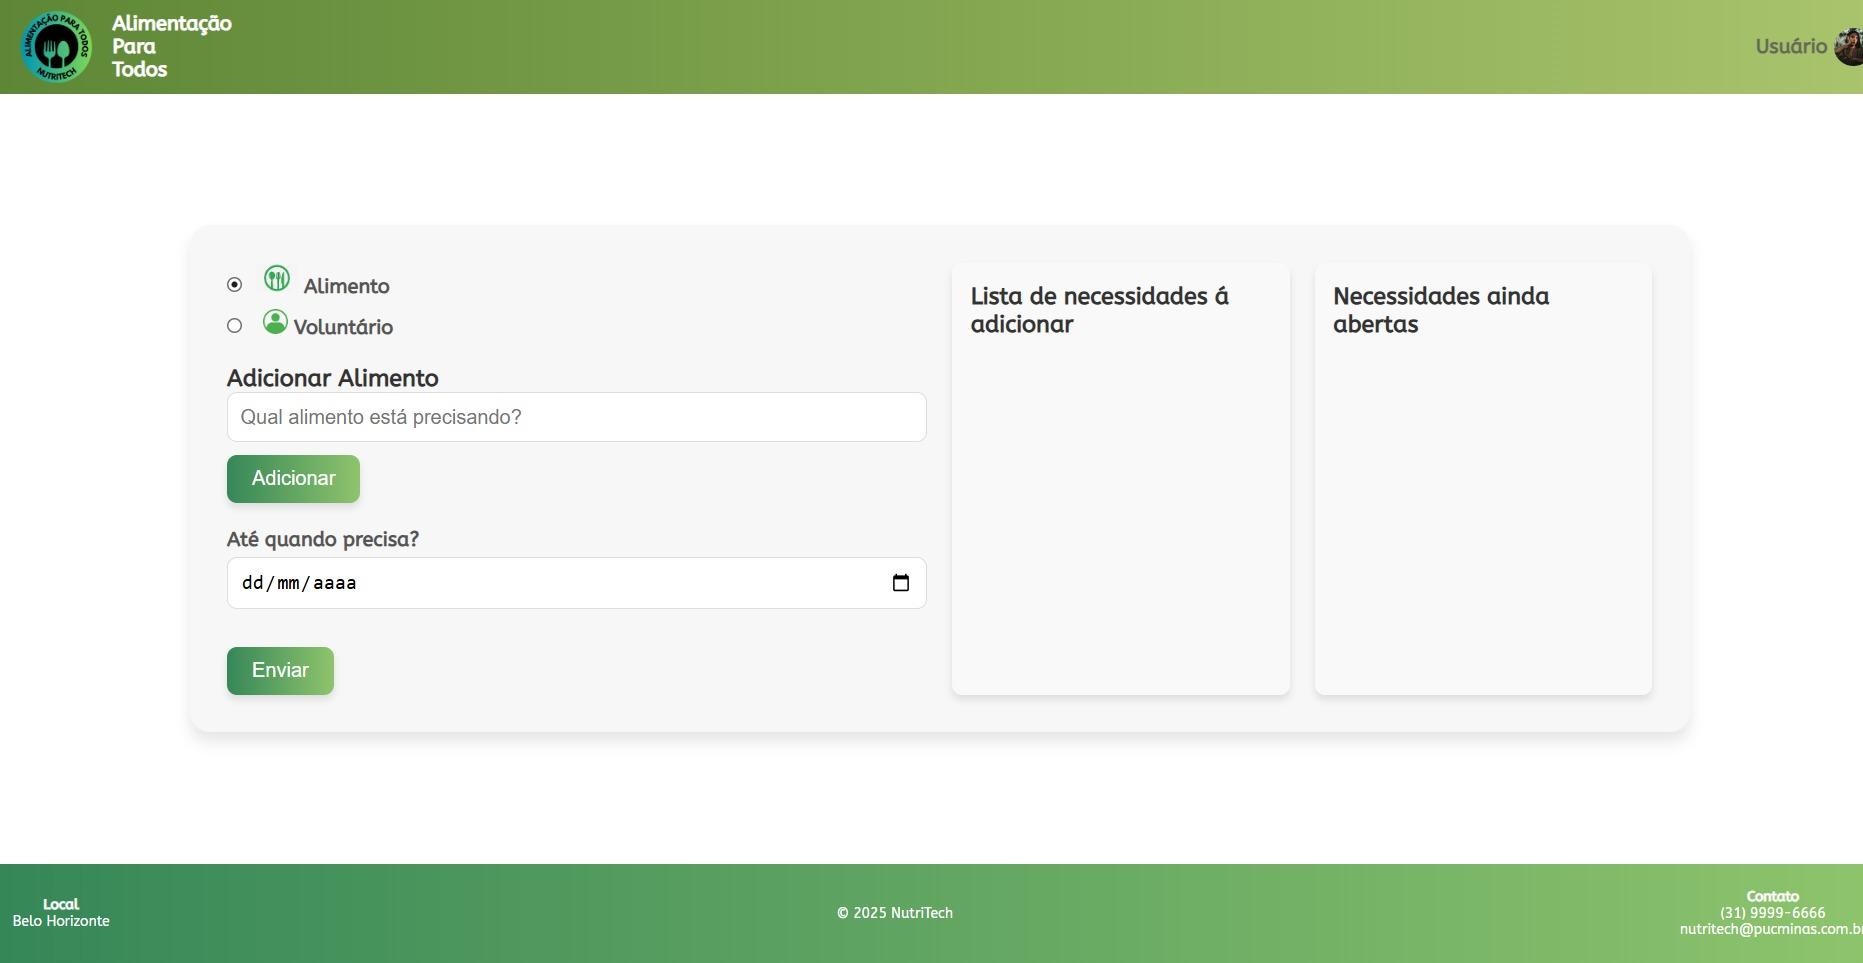 ALIMENTAÇÃO PARA TODOS
NUTRITECH
Alimentação
Para
Todos
Usuário
Alimento
Voluntário
Adicionar Alimento
Qual alimento está precisando?
Adicionar
Até quando precisa?
dd/mm/aaaa
Enviar
Lista de necessidades á
adicionar
Necessidades ainda
abertas
Local
Belo Horizonte
© 2025 NutriTech
Contato
(31) 9999-6666
nutritech@pucminas.com.br